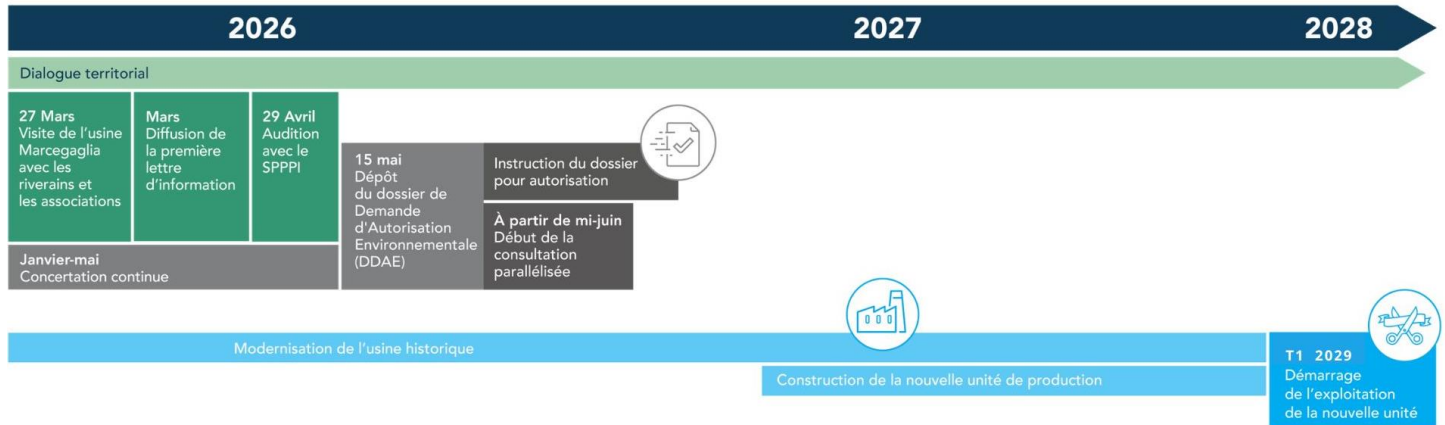 2026
2027
2028
Dialogue territorial
27 Mars
Visite de l'usine
Marcegaglia
avec les
riverains et
les associations
Mars
Diffusion de
la première
lettre
d'information
29 Avril
Audition
avec le
SPPPI
Janvier-mai
Concertation continue
15 mai
Dépôt
du dossier de
Demande
d'Autorisation
Environnementale
(DDAE)
Instruction du dossier
pour autorisation
À partir de mi-juin
Début de la
consultation
parallélisée
Modernisation de l'usine historique
Construction de la nouvelle unité de production
T1 2029
Démarrage
de l'exploitation
de la nouvelle unité